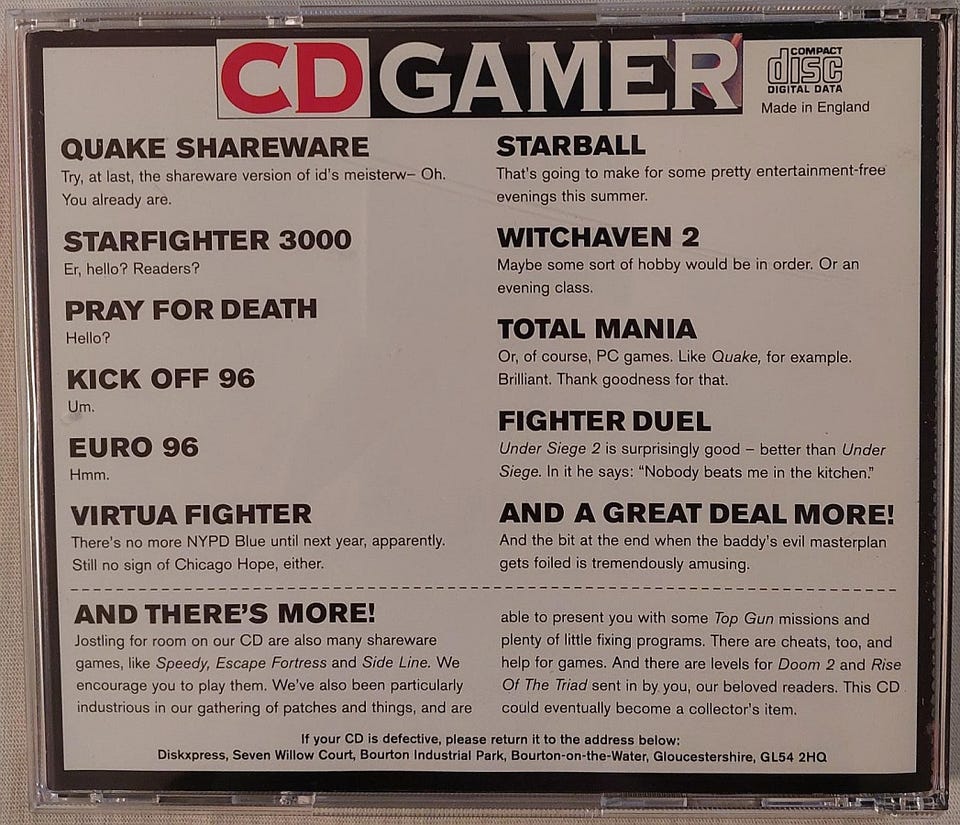 CD GAMER
COMPACT
disc
DIGITAL DATA
Made in England
QUAKE SHAREWARE
Try, at last, the shareware version of id's meisterw– Oh.
You already are.
STARFIGHTER 3000
Er, hello? Readers?
PRAY FOR DEATH
Hello?
KICK OFF 96
Um.
EURO 96
Hmm.
VIRTUA FIGHTER
There's no more NYPD Blue until next year, apparently.
Still no sign of Chicago Hope, either.
STARBALL
That's going to make for some pretty entertainment-free
evenings this summer.
WITCHAVEN 2
Maybe some sort of hobby would be in order. Or an
evening class.
TOTAL MANIA
Or, of course, PC games. Like Quake, for example.
Brilliant. Thank goodness for that.
FIGHTER DUEL
Under Siege 2 is surprisingly good – better than Under
Siege. In it he says: “Nobody beats me in the kitchen.”
AND A GREAT DEAL MORE!
And the bit at the end when the baddy's evil masterplan
gets foiled is tremendously amusing.
AND THERE'S MORE!
Jostling for room on our CD are also many shareware
games, like Speedy, Escape Fortress and Side Line. We
encourage you to play them. We've also been particularly
industrious in our gathering of patches and things, and are
able to present you with some Top Gun missions and
plenty of little fixing programs. There are cheats, too, and
help for games. And there are levels for Doom 2 and Rise
Of The Triad sent in by you, our beloved readers. This CD
could eventually become a collector's item.
If your CD is defective, please return it to the address below:
Diskxpress, Seven Willow Court, Bourton Industrial Park, Bourton-on-the-Water, Gloucestershire, GL54 2HQ